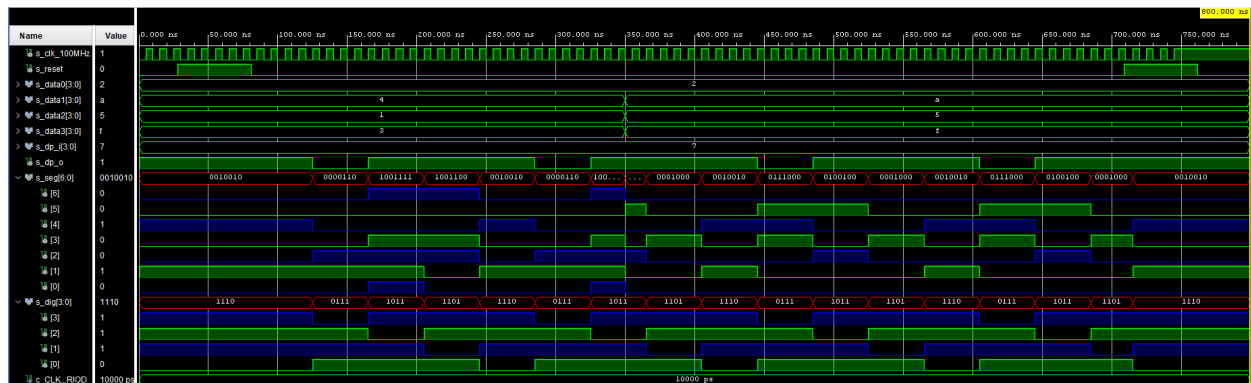 800.000 ns
Name Value 0.000 ns 50.000 ns 100.000 ns 150.000 ns 200.000 ns 250.000 ns 300.000 ns 350.000 ns 400.000 ns 450.000 ns 500.000 ns 550.000 ns 600.000 ns 650.000 ns 700.000 ns 750.000 ns
s_clk_100MHz 1
s_reset 0
> s_data0[3:0] 2 2
> s_data1[3:0] a 4 a
> s_data2[3:0] 5 1 5
> s_data3[3:0] f 3 f
> s_dp_i[3:0] 7 7
s_dp_o 1
s_seg[6:0] 0010010 0010010 0000110 1001111 1001100 0010010 0000110 100... ... 0001000 0010010 0111000 0100100 0001000 0010010 0111000 0100100 0001000 0010010
[6] 0
[5] 0
[4] 1
[3] 0
[2] 0
[1] 1
[0] 0
s_dig[3:0] 1110 1110 0111 1011 1101 1110 0111 1011 1101 1110 0111 1011 1101 1110 0111 1011 1101 1110
[3] 1
[2] 1
[1] 1
[0] 0
c_CLK...RIOD 10000 ps 10000 ps